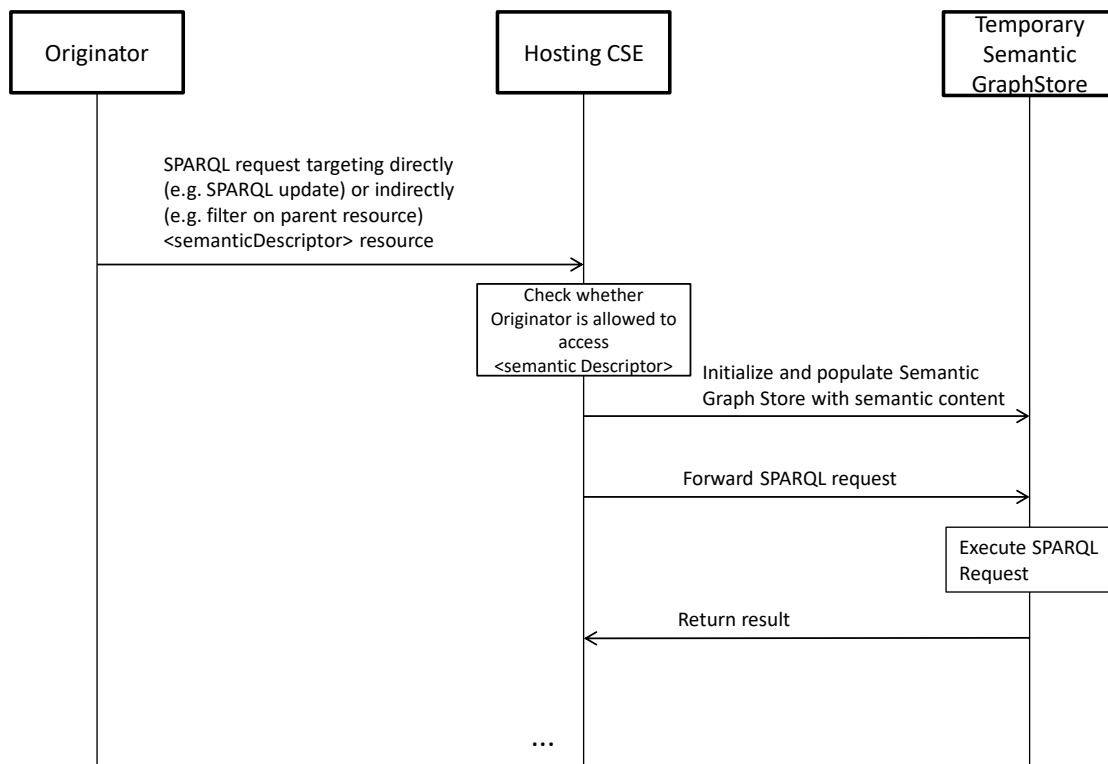 Originator
Hosting CSE
Temporary
Semantic
GraphStore
SPARQL request targeting directly
(e.g. SPARQL update) or indirectly
(e.g. filter on parent resource)
<semanticDescriptor> resource
Check whether
Originator is allowed to
access
<semantic Descriptor>
Initialize and populate Semantic
Graph Store with semantic content
Forward SPARQL request
Execute SPARQL
Request
Return result
...